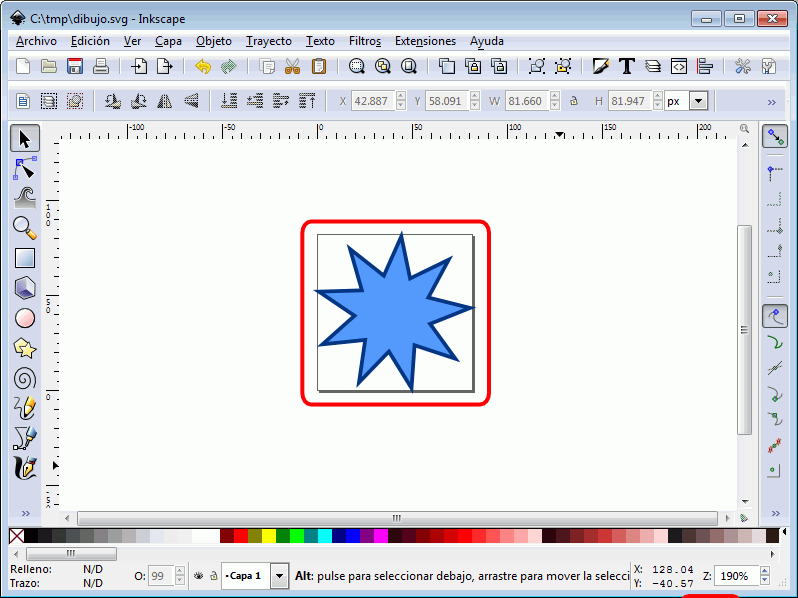 C:\tmp\dibujo.svg - Inkscape
Archivo Edición Ver Capa Objeto Trayecto Texto Filtros Extensiones Ayuda
X 42.887 Y 58.091 W 81.660 H 81.947 px
-100 -50 0 50 100 150 200
100
50
0
-5
Relleno: N/D O: 99 Capa 1 Alt: pulse para seleccionar debajo, arrastre para mover la selecci X: 128.04 Z: 190%
Trazo: N/D Y: -40.57